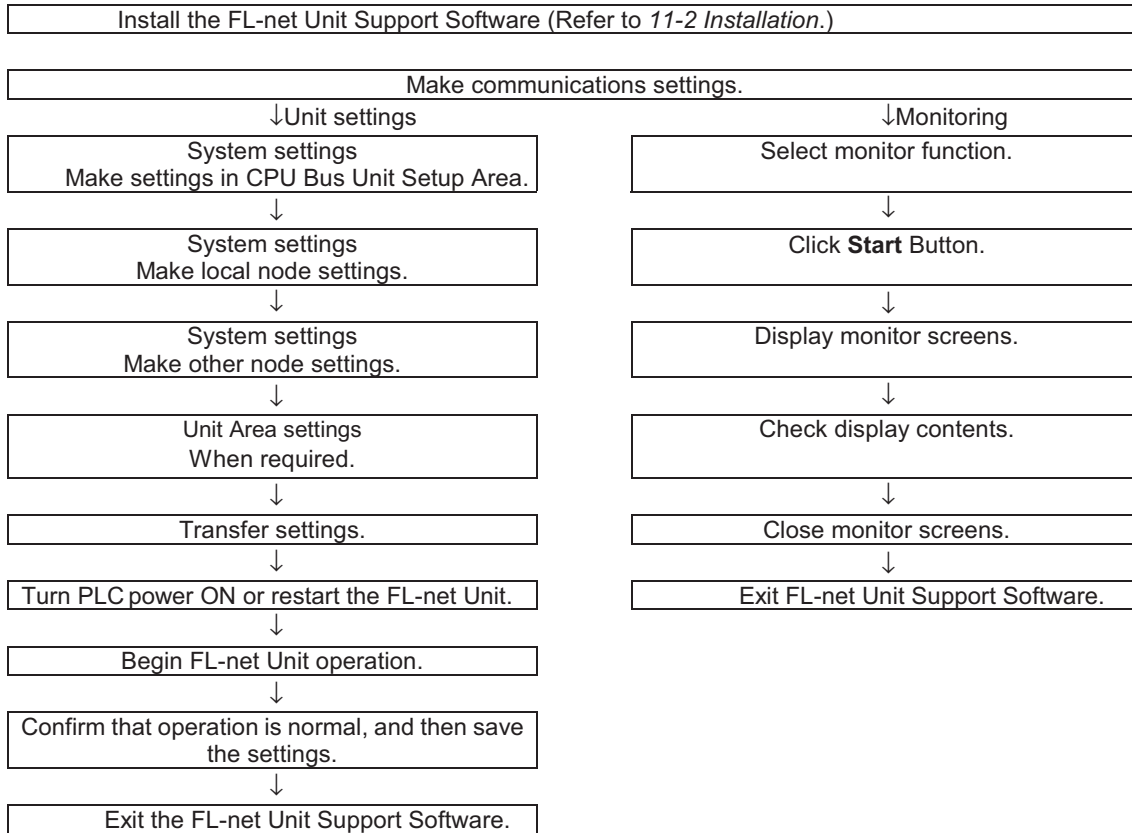 Install the FL-net Unit Support Software (Refer to 11-2 Installation.)
Make communications settings.
↓Unit settings
System settings
Make settings in CPU Bus Unit Setup Area.
↓
System settings
Make local node settings.
↓
System settings
Make other node settings.
↓
Unit Area settings
When required.
↓
Transfer settings.
↓
Turn PLC power ON or restart the FL-net Unit.
↓
Begin FL-net Unit operation.
↓
Confirm that operation is normal, and then save
the settings.
↓
Exit the FL-net Unit Support Software.
↓Monitoring
Select monitor function.
↓
Click Start Button.
↓
Display monitor screens.
↓
Check display contents.
↓
Close monitor screens.
↓
Exit FL-net Unit Support Software.